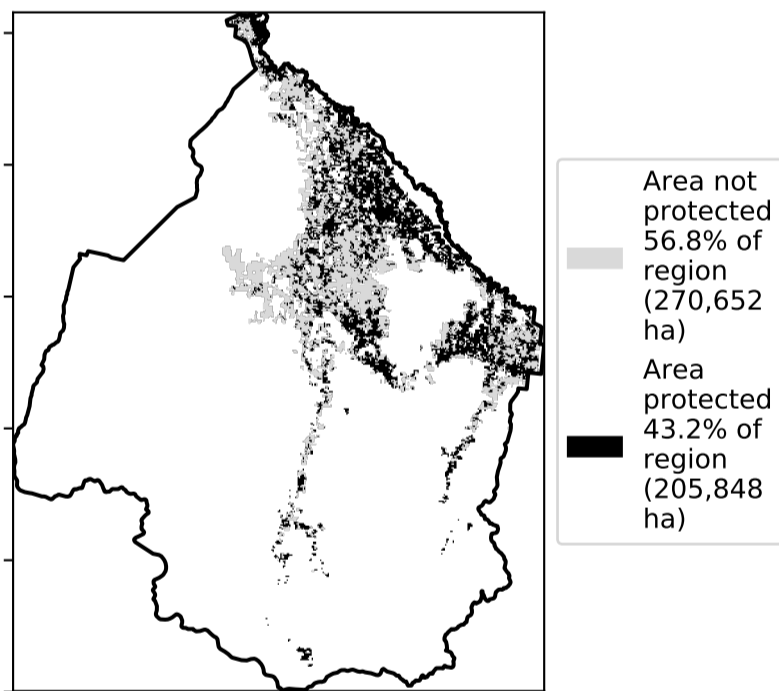 Area not
protected
56.8% of
region
(270,652
ha)
Area
protected
43.2% of
region
(205,848
ha)